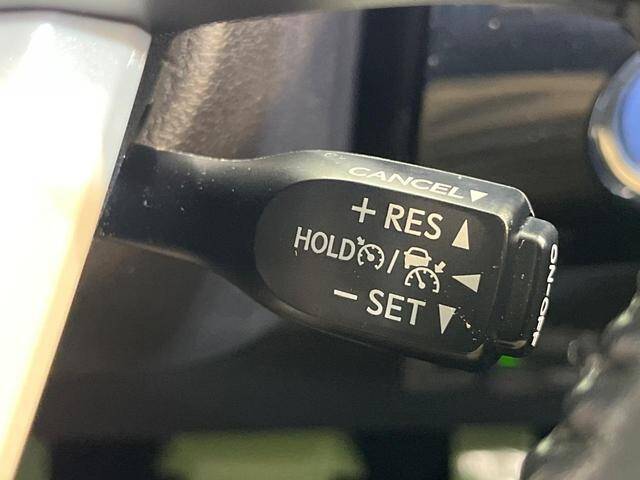 CANCEL▼
+ RES ▲
HOLD / ◀
− SET ▼
ON-OFF